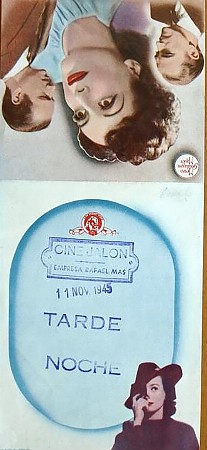 CINE JALON
EMPRESA RAFAEL MAS
11 NOV. 1945
TARDE
NOCHE